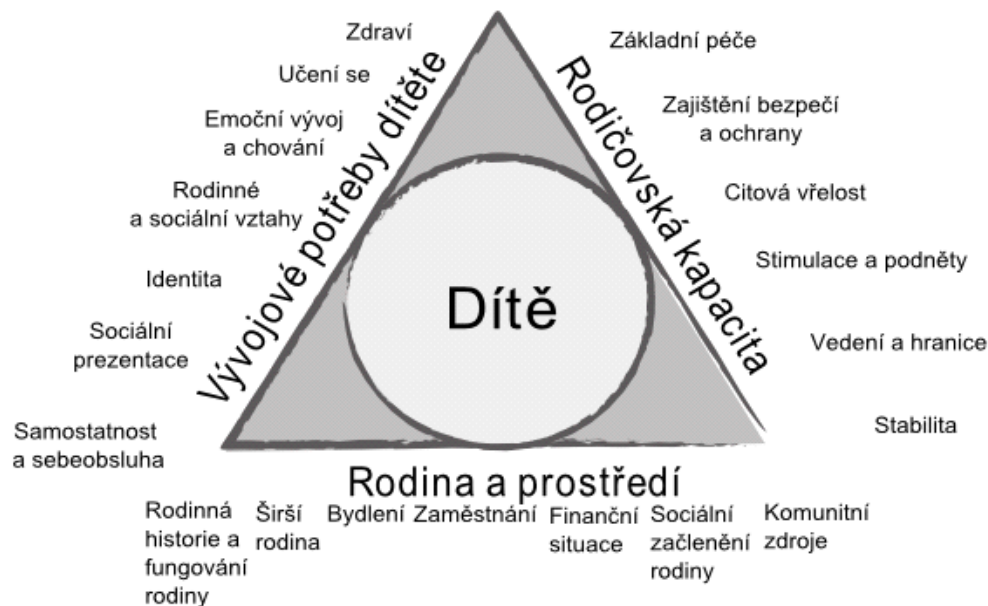 Zdraví
Učení se
Emoční vývoj
a chování
Rodinné
a sociální vztahy
Identita
Sociální
prezentace
Samostatnost
a sebeobsluha
Vývojové potřeby dítěte
Dítě
Rodičovská kapacita
Základní péče
Zajištění bezpečí
a ochrany
Citová vřelost
Stimulace a podněty
Vedení a hranice
Stabilita
Rodina a prostředí
Rodinná
historie a
fungování
rodiny
Širší
rodina
Bydlení
Zaměstnání
Finanční
situace
Sociální
začlenění
rodiny
Komunitní
zdroje